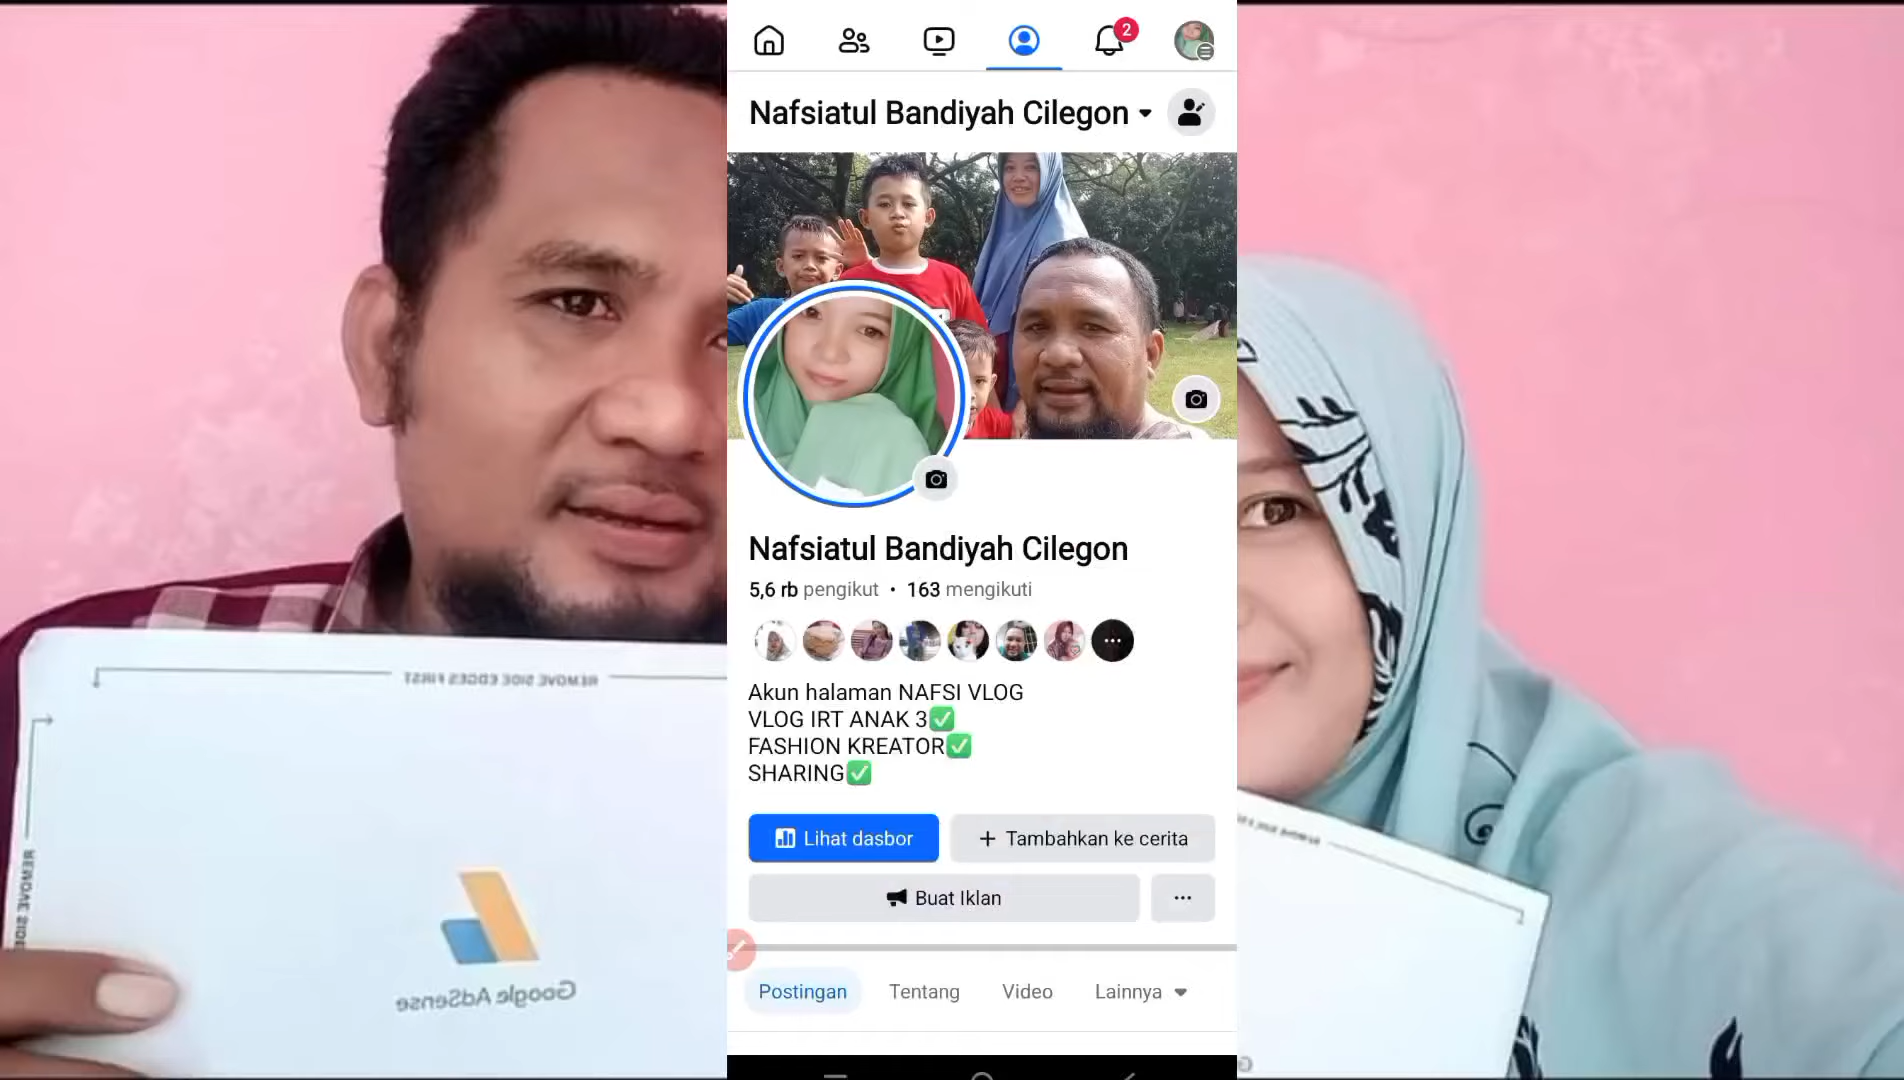 2
Nafsiatul Bandiyah Cilegon
Nafsiatul Bandiyah Cilegon
5,6 rb pengikut • 163 mengikuti
Akun halaman NAFSI VLOG
VLOG IRT ANAK 3✅
FASHION KREATOR✅
SHARING✅
Lihat dasbor
+ Tambahkan ke cerita
Buat Iklan
Postingan
Tentang
Video
Lainnya
REMOVE SIDE EDGES FIRST
REMOVE SIDE
Google AdSense